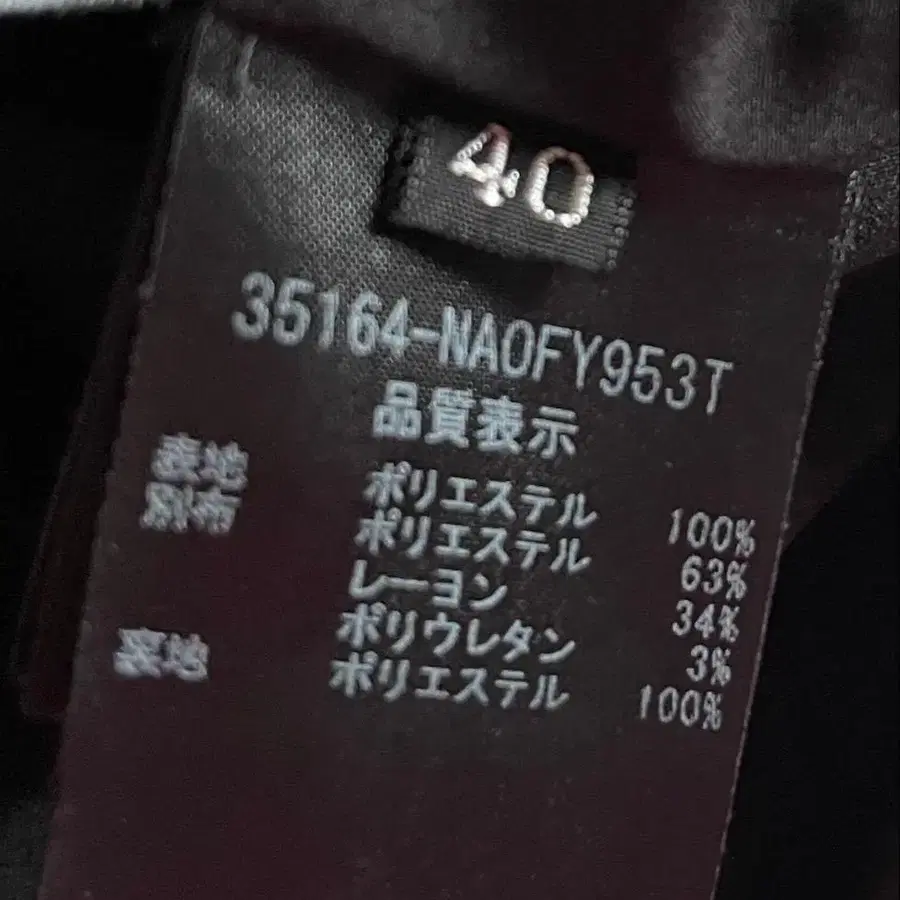 40
35164-NA0FY953T
品質表示
表地 ポリエステル 100%
別布 ポリエステル 63%
レーヨン 34%
ポリウレタン 3%
裏地 ポリエステル 100%